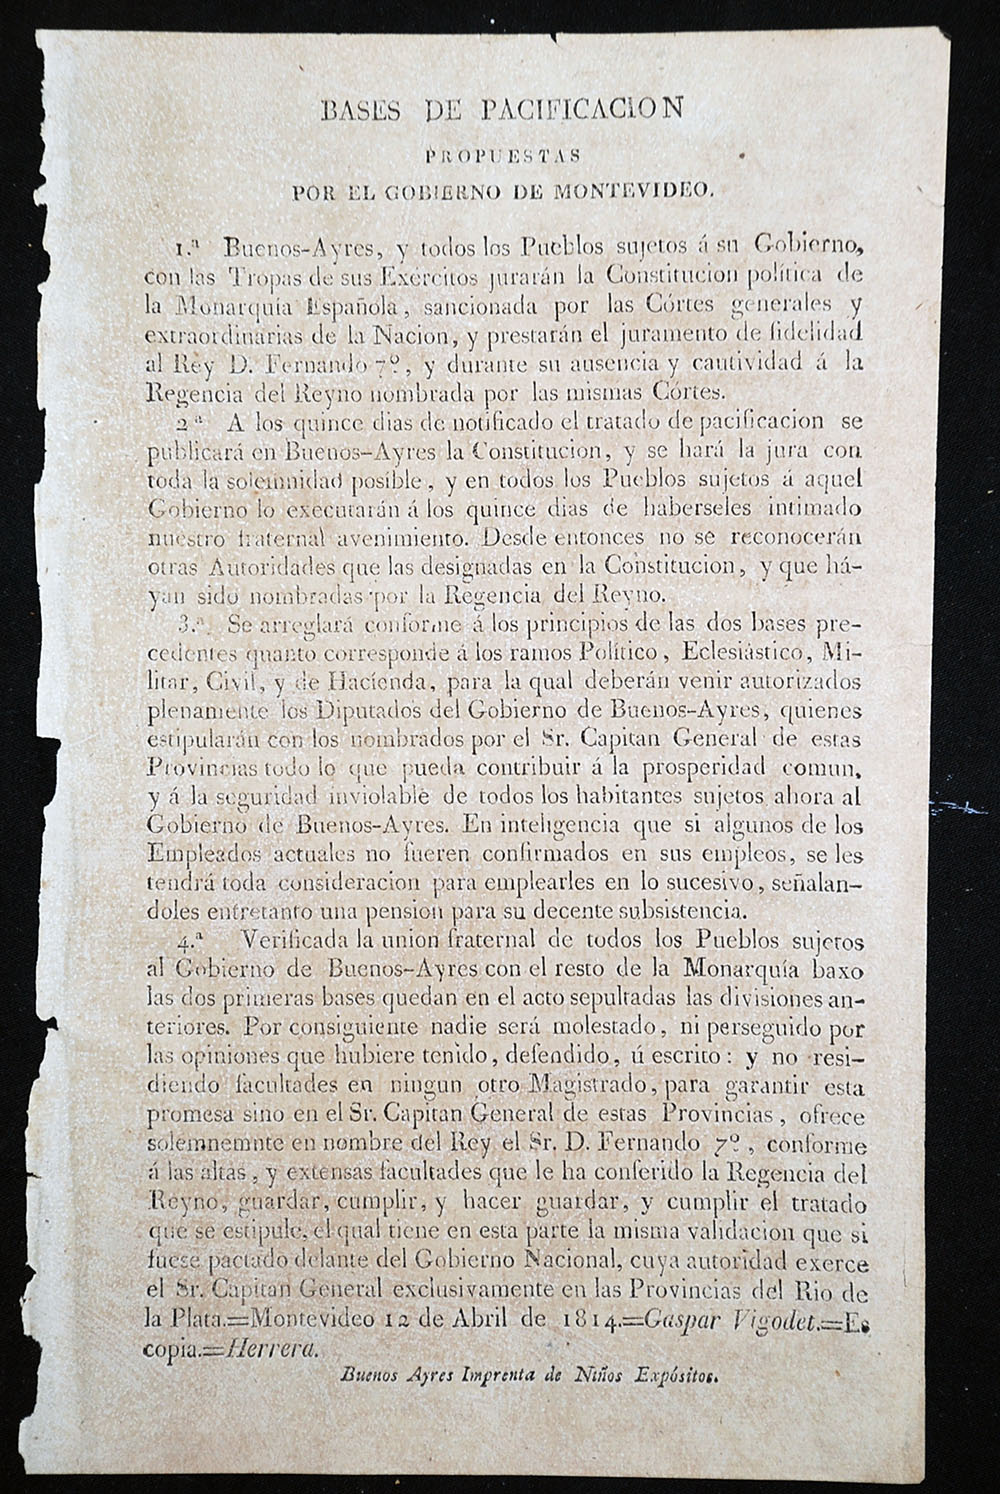 BASES DE PACIFICACION
PROPUESTAS
POR EL GOBIERNO DE MONTEVIDEO.
1.ª Buenos-Ayres, y todos los Pueblos sujetos á su Gobierno,
con las Tropas de sus Exércitos jurarán la Constitucion política de
la Monarquía Española, sancionada por las Córtes generales y
extraordinarias de la Nacion, y prestarán el juramento de fidelidad
al Rey D. Fernando 7º, y durante su ausencia y cautividad á la
Regencia del Reyno nombrada por las mismas Córtes.
2ª A los quince dias de notificado el tratado de pacificacion se
publicará en Buenos-Ayres la Constitucion, y se hará la jura con
toda la solemnidad posible, y en todos los Pueblos sujetos á aquel
Gobierno lo executarán á los quince dias de haberseles intimado
nuestro fraternal avenimiento. Desde entonces no se reconocerán
otras Autoridades que las designadas en la Constitucion, y que há-
yan sido nombradas por la Regencia del Reyno.
3.ª Se arreglará conforme á los principios de las dos bases pre-
cedentes quanto corresponde á los ramos Político, Eclesiástico, Mi-
litar, Civil, y de Hacienda, para la qual deberán venir autorizados
plenamente los Diputados del Gobierno de Buenos-Ayres, quienes
estipularán con los nombrados por el Sr. Capitan General de estas
Provincias todo lo que pueda contribuir á la prosperidad comun,
y á la seguridad inviolable de todos los habitantes sujetos ahora al
Gobierno de Buenos-Ayres. En inteligencia que si algunos de los
Empleados actuales no fueren confirmados en sus empleos, se les
tendrá toda consideracion para emplearles en lo sucesivo, señalan-
doles entretanto una pension para su decente subsistencia.
4.ª Verificada la union fraternal de todos los Pueblos sujetos
al Gobierno de Buenos-Ayres con el resto de la Monarquía baxo
las dos primeras bases quedan en el acto sepultadas las divisiones an-
teriores. Por consiguiente nadie será molestado, ni perseguido por
las opiniones que hubiere tenido, defendido, ú escrito: y no resi-
diendo facultades en ningun otro Magistrado, para garantir esta
promesa sino en el Sr. Capitan General de estas Provincias, ofrece
solemnemnte en nombre del Rey el Sr. D. Fernando 7º, conforme
á las altas, y extensas facultades que le ha conferido la Regencia del
Reyno, guardar, cumplir, y hacer guardar, y cumplir el tratado
que se estipule, el qual tiene en esta parte la misma validacion que si
fuese pactado delante del Gobierno Nacional, cuya autoridad exerce
el Sr. Capitan General exclusivamente en las Provincias del Rio de
la Plata.=Montevideo 12 de Abril de 1814.=Gaspar Vigodet.=Es
copia.=Herrera.
Buenos Ayres Imprenta de Niños Expósitos.